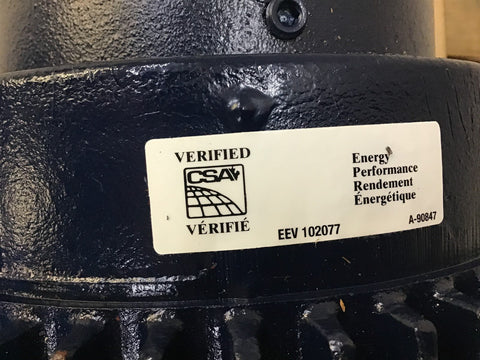 VERIFIED
CSA
VÉRIFIÉ
EEV 102077
Energy
Performance
Rendement
Énergétique
A-90847